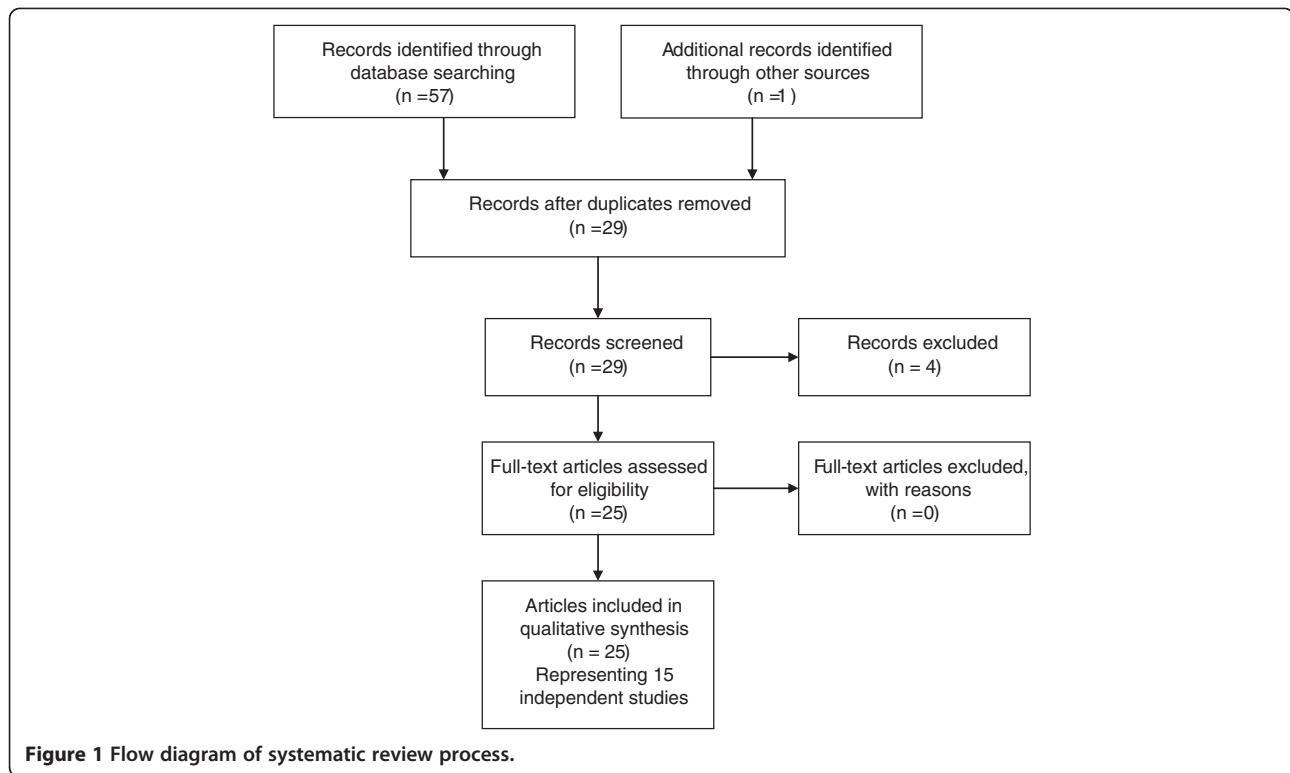 Records identified through
database searching
(n =57)
Additional records identified
through other sources
(n =1 )
Records after duplicates removed
(n =29)
Records screened
(n =29)
Records excluded
(n = 4)
Full-text articles assessed
for eligibility
(n =25)
Full-text articles excluded,
with reasons
(n =0)
Articles included in
qualitative synthesis
(n = 25)
Representing 15
independent studies
Figure 1 Flow diagram of systematic review process.